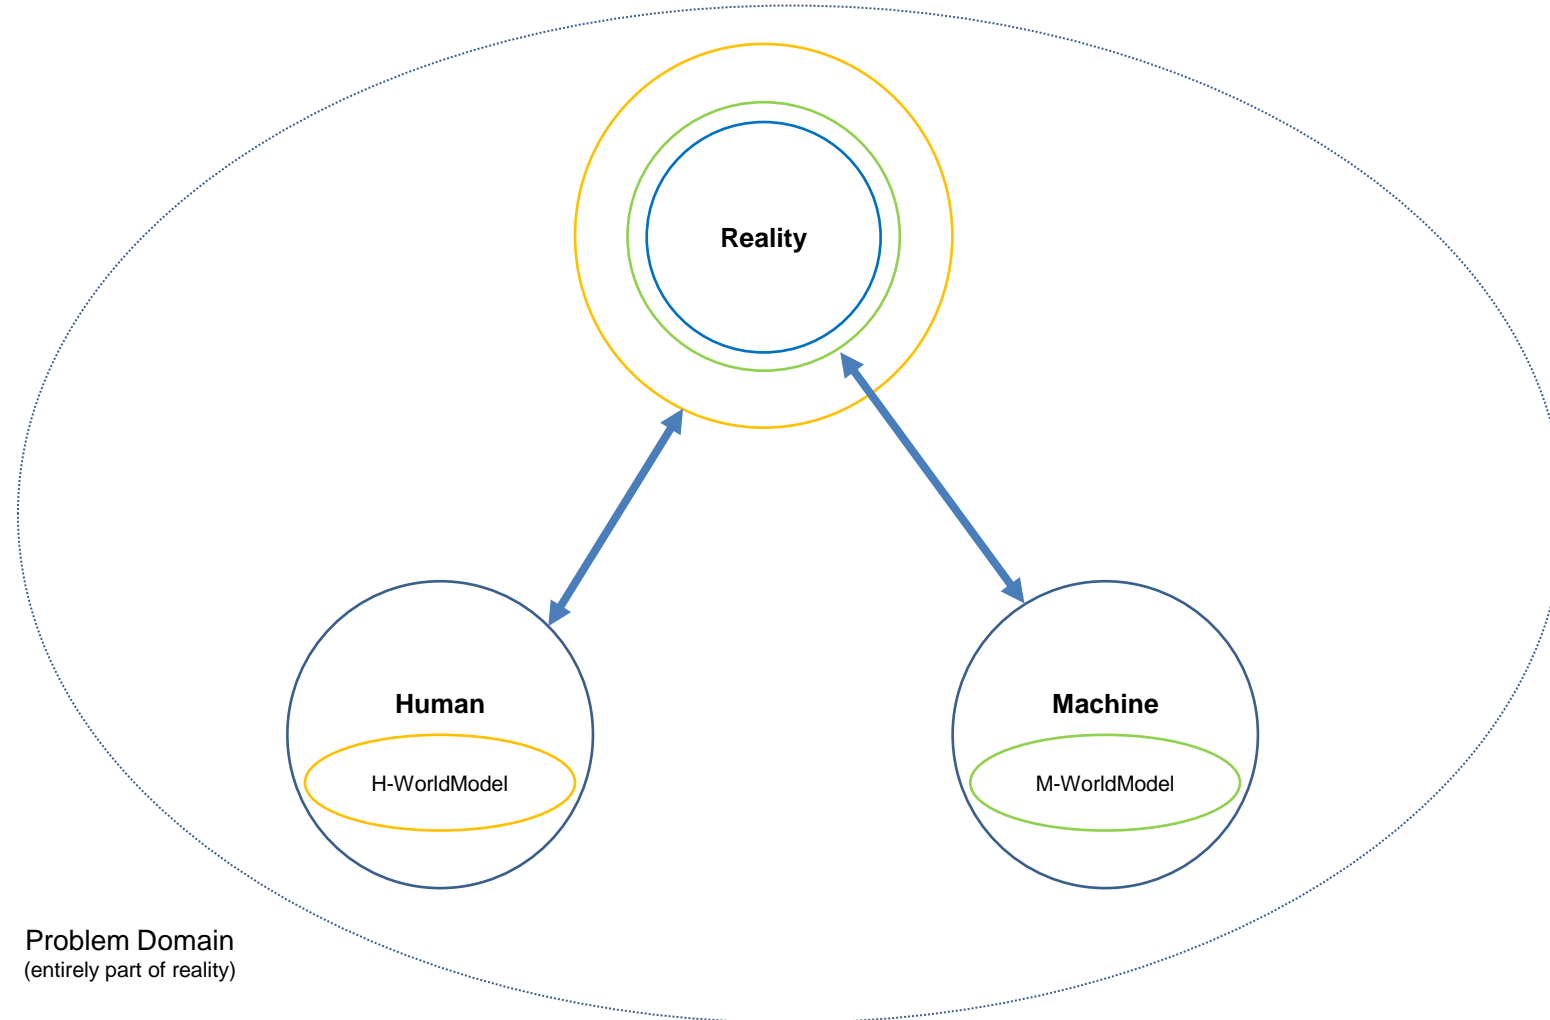 Reality
Human
H-WorldModel
Machine
M-WorldModel
Problem Domain
(entirely part of reality)